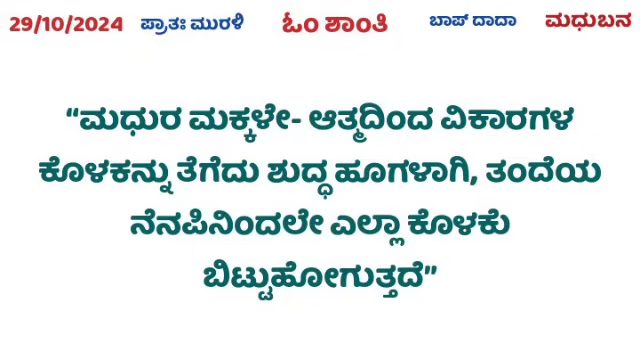 29/10/2024 ಪ್ರಾತಃ ಮುರಳಿ ಓಂ ಶಾಂತಿ ಬಾಪ್ ದಾದಾ ಮಧುಬನ
“ಮಧುರ ಮಕ್ಕಳೇ- ಆತ್ಮದಿಂದ ವಿಕಾರಗಳ
ಕೊಳಕನ್ನು ತೆಗೆದು ಶುದ್ಧ ಹೂಗಳಾಗಿ, ತಂದೆಯ
ನೆನಪಿನಿಂದಲೇ ಎಲ್ಲಾ ಕೊಳಕು
ಬಿಟ್ಟುಹೋಗುತ್ತದೆ”